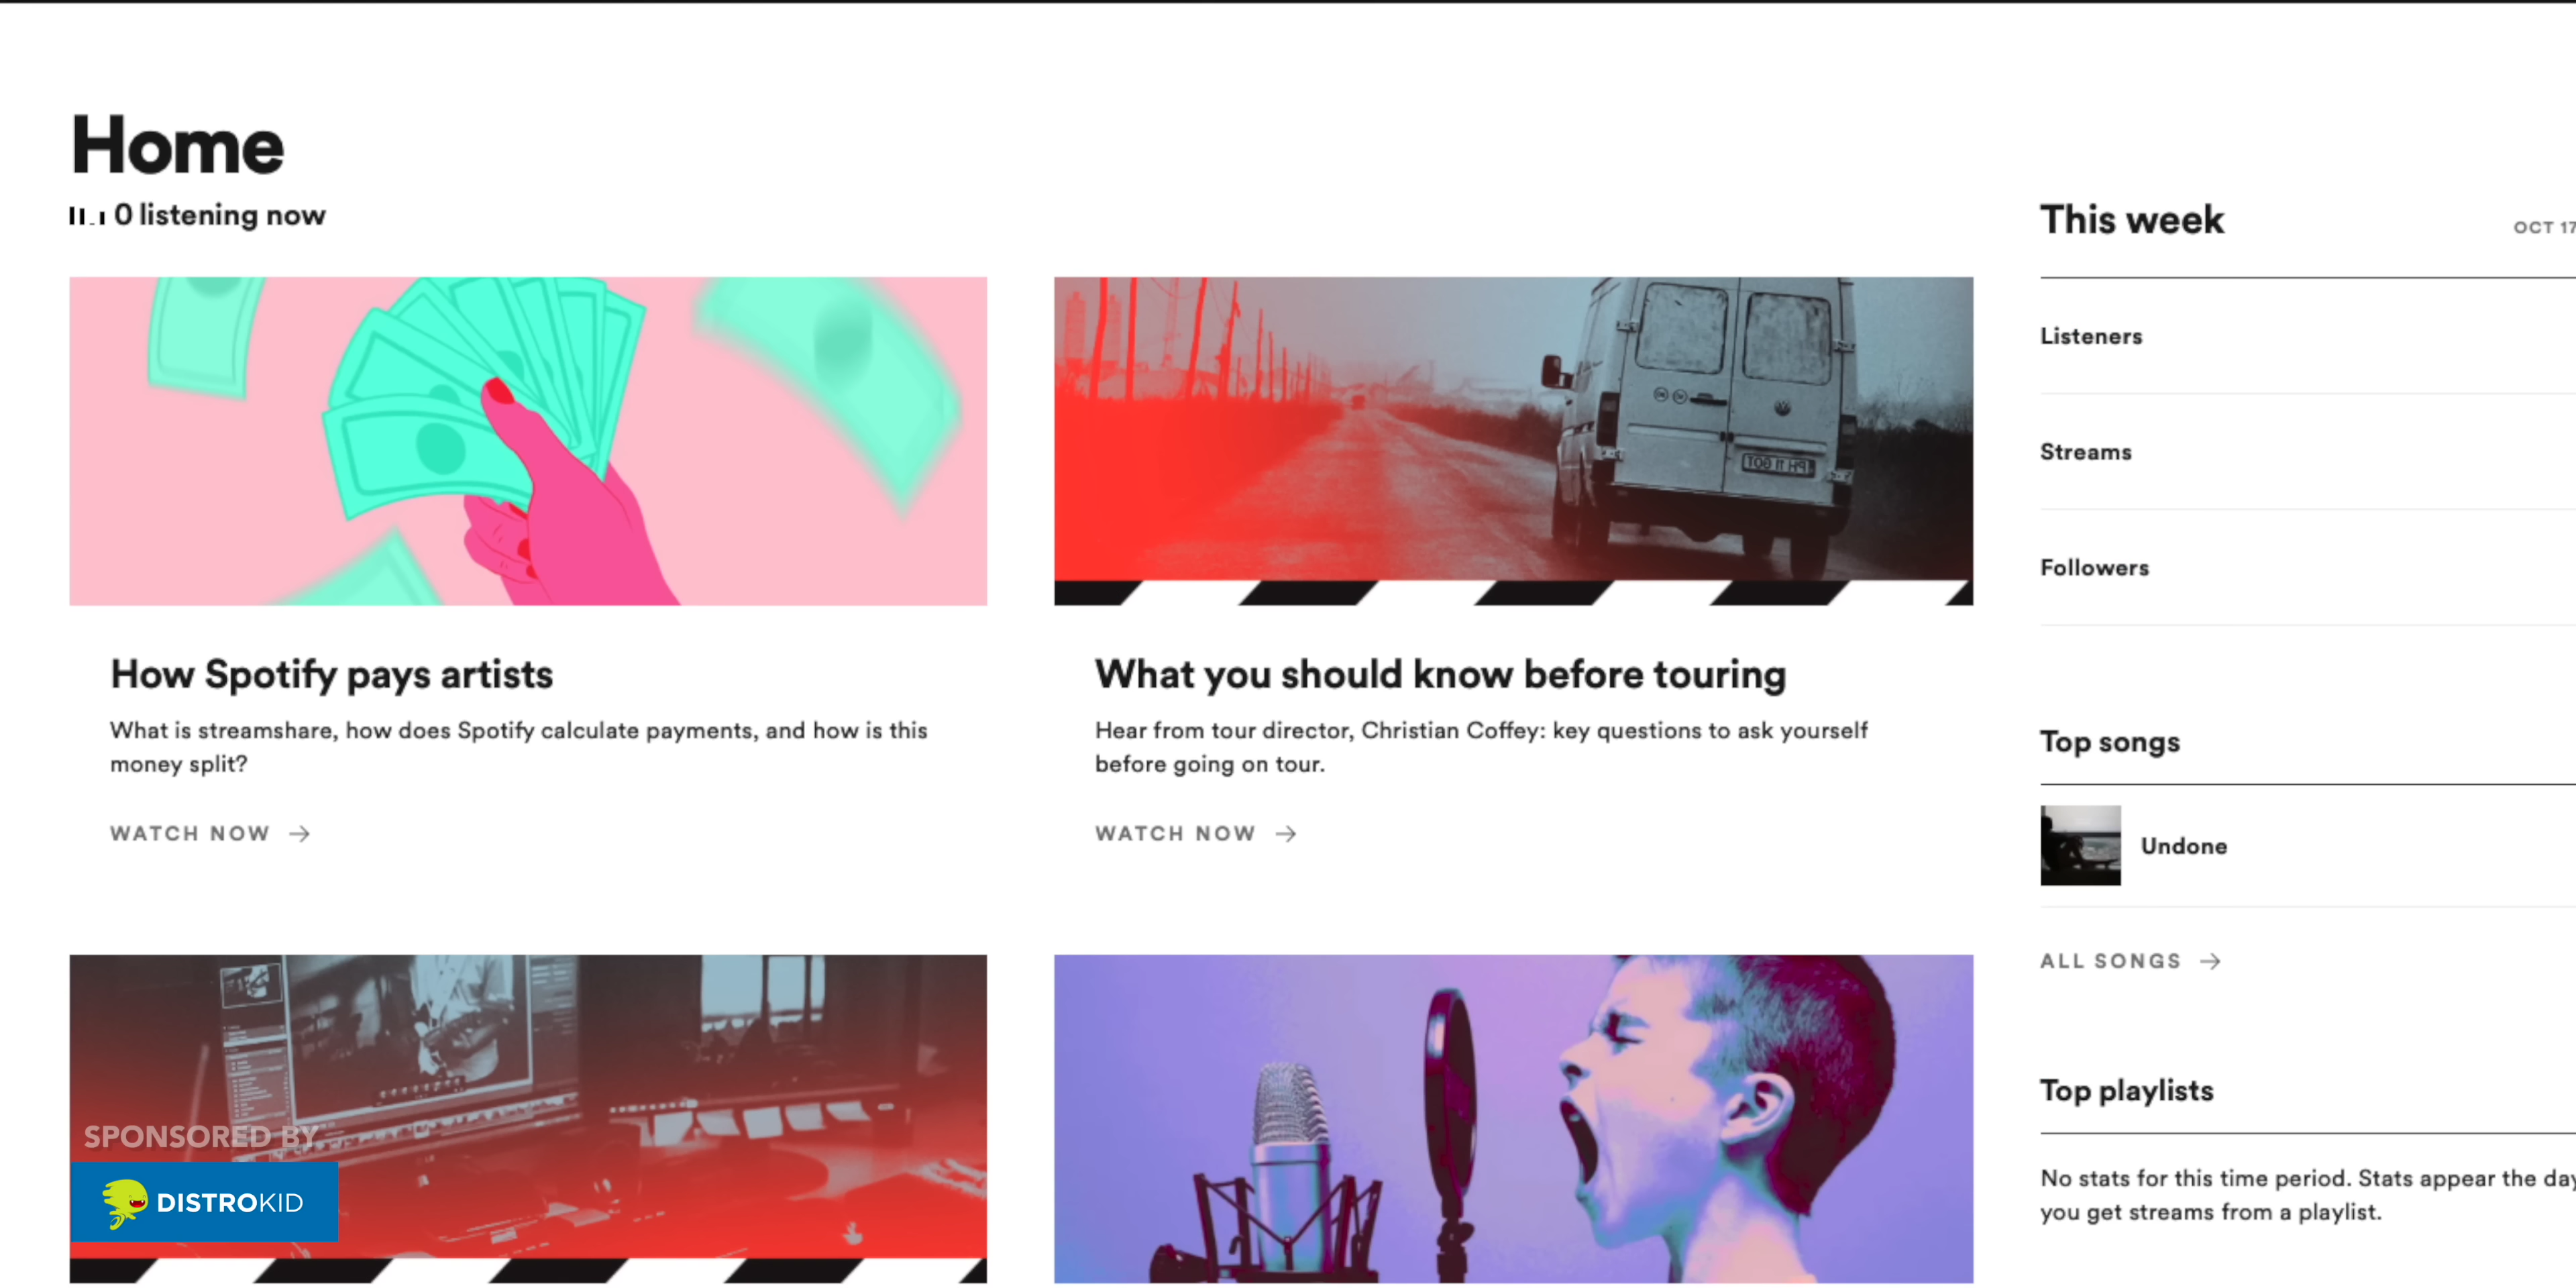 Home
0 listening now
How Spotify pays artists
What is streamshare, how does Spotify calculate payments, and how is this
money split?
WATCH NOW →
What you should know before touring
Hear from tour director, Christian Coffey: key questions to ask yourself
before going on tour.
WATCH NOW →
SPONSORED BY
DISTROKID
This week
OCT 17
Listeners
Streams
Followers
Top songs
Undone
ALL SONGS →
Top playlists
No stats for this time period. Stats appear the day
you get streams from a playlist.